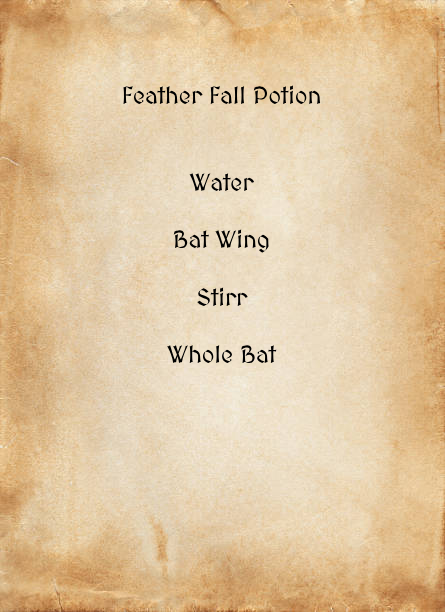 Feather Fall Potion
Water
Bat Wing
Stirr
Whole Bat